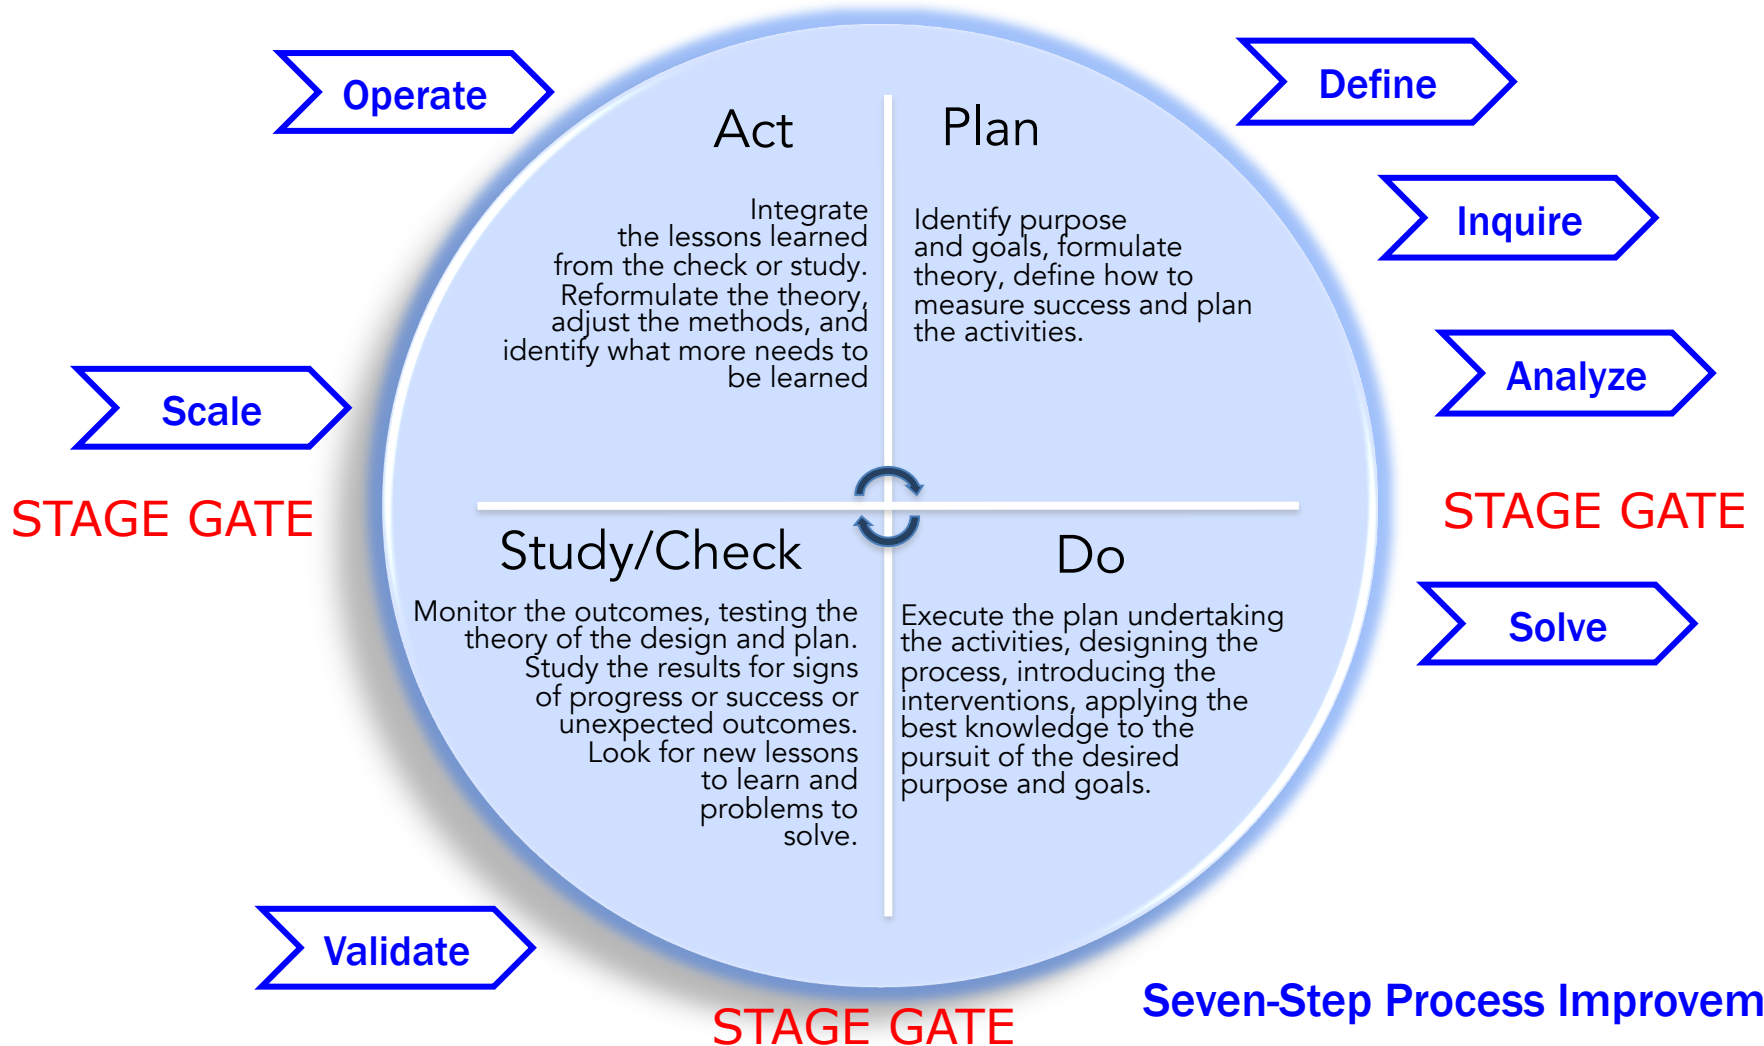 Operate
Define
Act
Plan
Inquire
Integrate
the lessons learned
from the check or study.
Reformulate the theory,
adjust the methods, and
identify what more needs to
be learned
Identify purpose
and goals, formulate
theory, define how to
measure success and plan
the activities.
Analyze
Scale
STAGE GATE
STAGE GATE
Study/Check
Monitor the outcomes, testing the
theory of the design and plan.
Study the results for signs
of progress or success or
unexpected outcomes.
Look for new lessons
to learn and
problems to
solve.
Do
Execute the plan undertaking
the activities, designing the
process, introducing the
interventions, applying the
best knowledge to the
pursuit of the desired
purpose and goals.
Solve
Validate
STAGE GATE
Seven-Step Process Improvem